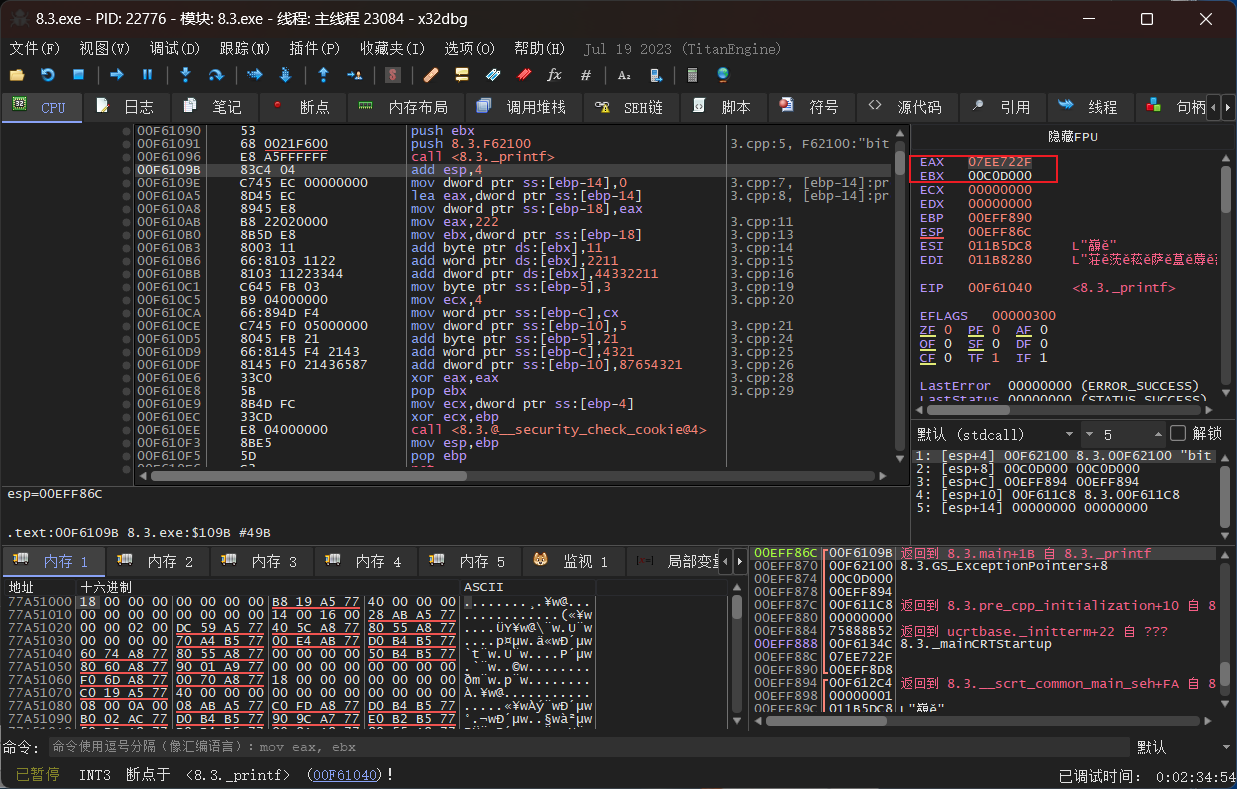 8.3.exe - PID: 22776 - 模块: 8.3.exe - 线程: 主线程 23084 - x32dbg
文件(F) 视图(V) 调试(D) 跟踪(N) 插件(P) 收藏夹(I) 选项(O) 帮助(H) Jul 19 2023 (TitanEngine)
CPU 日志 笔记 断点 内存布局 调用堆栈 SEH链 脚本 符号 源代码 引用 线程 句柄
00F61090 53 push ebx
00F61091 68 0021F600 push 8.3.F62100 3.cpp:5, F62100:"bit
00F61096 E8 A5FFFFFF call <8.3._printf>
00F6109B 83C4 04 add esp,4
00F6109E C745 EC 00000000 mov dword ptr ss:[ebp-14],0 3.cpp:7, [ebp-14]:pr
00F610A5 8D45 EC lea eax,dword ptr ss:[ebp-14] 3.cpp:8, [ebp-14]:pr
00F610A8 8945 E8 mov dword ptr ss:[ebp-18],eax
00F610AB B8 22020000 mov eax,222 3.cpp:11
00F610B0 8B5D E8 mov ebx,dword ptr ss:[ebp-18] 3.cpp:13
00F610B3 8003 11 add byte ptr ds:[ebx],11 3.cpp:14
00F610B6 66:8103 1122 add word ptr ds:[ebx],2211 3.cpp:15
00F610BB 8103 11223344 add dword ptr ds:[ebx],44332211 3.cpp:16
00F610C1 C645 FB 03 mov byte ptr ss:[ebp-5],3 3.cpp:19
00F610C5 B9 04000000 mov ecx,4 3.cpp:20
00F610CA 66:894D F4 mov word ptr ss:[ebp-C],cx
00F610CE C745 F0 05000000 mov dword ptr ss:[ebp-10],5 3.cpp:21
00F610D5 8045 FB 21 add byte ptr ss:[ebp-5],21 3.cpp:24
00F610D9 66:8145 F4 2143 add word ptr ss:[ebp-C],4321 3.cpp:25
00F610DF 8145 F0 21436587 add dword ptr ss:[ebp-10],87654321 3.cpp:26
00F610E6 33C0 xor eax,eax 3.cpp:28
00F610E8 5B pop ebx 3.cpp:29
00F610E9 8B4D FC mov ecx,dword ptr ss:[ebp-4]
00F610EC 33CD xor ecx,ebp
00F610EE E8 04000000 call <8.3.@__security_check_cookie@4>
00F610F3 8BE5 mov esp,ebp
00F610F5 5D pop ebp
隐藏FPU
EAX 07EE722F
EBX 00C0D000
ECX 00000000
EDX 00000000
EBP 00EFF890
ESP 00EFF86C
ESI 011B5DC8
EDI 011B8280
EIP 00F61040 <8.3._printf>
EFLAGS 00000300
ZF 0 PF 0 AF 0
OF 0 SF 0 DF 0
CF 0 TF 1 IF 1
LastError 00000000 (ERROR_SUCCESS)
LastStatus 00000000 (STATUS_SUCCESS)
默认 (stdcall) 5 解锁
1: [esp+4] 00F62100 8.3.00F62100 "bit
2: [esp+8] 00C0D000 00C0D000
3: [esp+C] 00EFF894 00EFF894
4: [esp+10] 00F611C8 8.3.00F611C8
5: [esp+14] 00000000 00000000
esp=00EFF86C
.text:00F6109B 8.3.exe:$109B #49B
内存 1 内存 2 内存 3 内存 4 内存 5 监视 1 局部变量
地址 十六进制 ASCII
77A51000 18 00 00 00 00 00 00 00 B8 19 A5 77 40 00 00 00
77A51010 00 00 00 00 00 00 00 00 14 00 16 00 28 AB A5 77
77A51020 00 00 02 00 DC 59 A5 77 40 5C A8 77 80 55 A8 77
77A51030 00 00 00 00 70 A4 B5 77 00 E4 AB 77 D0 B4 B5 77
77A51040 60 74 A8 77 80 55 A8 77 00 00 00 00 50 B4 B5 77
77A51050 80 60 A8 77 90 01 A9 77 00 00 00 00 00 00 00 00
77A51060 F0 6D A8 77 00 70 A8 77 18 00 00 00 00 00 00 00
77A51070 C0 19 A5 77 40 00 00 00 00 00 00 00 00 00 00 00
77A51080 08 00 0A 00 08 AB A5 77 C0 FD A8 77 D0 B4 B5 77
77A51090 B0 02 AC 77 D0 B4 B5 77 90 9C A7 77 E0 B2 B5 77
00EFF86C 00F6109B 返回到 8.3.main+1B 自 8.3._printf
00EFF870 00F62100 8.3.GS_ExceptionPointers+8
00EFF874 00C0D000
00EFF878 00EFF894
00EFF87C 00F611C8 返回到 8.3.pre_cpp_initialization+10 自 8
00EFF880 00000000
00EFF884 75888B52 返回到 ucrtbase._initterm+22 自 ???
00EFF888 00F6134C 8.3._mainCRTStartup
00EFF88C 07EE722F
00EFF890 00EFF8D8
00EFF894 00F612C4 返回到 8.3.__scrt_common_main_seh+FA 自 8
00EFF898 00000001
00EFF89C 011B5DC8
命令: 命令使用逗号分隔（像汇编语言）: mov eax, ebx 默认
已暂停 INT3 断点于 <8.3._printf> (00F61040)! 已调试时间: 0:02:34:54